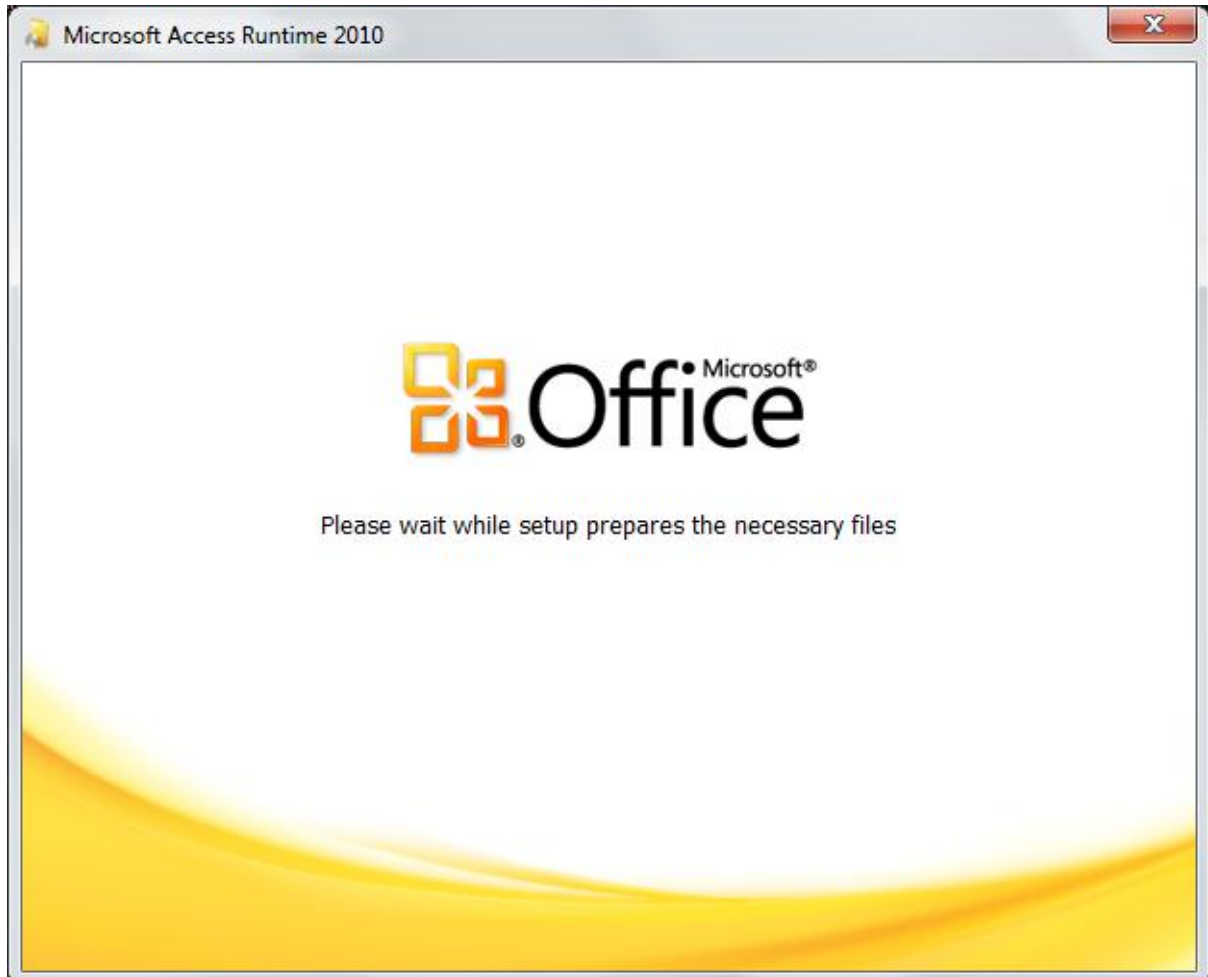 Microsoft Access Runtime 2010
X
Microsoft®
®Office
Please wait while setup prepares the necessary files